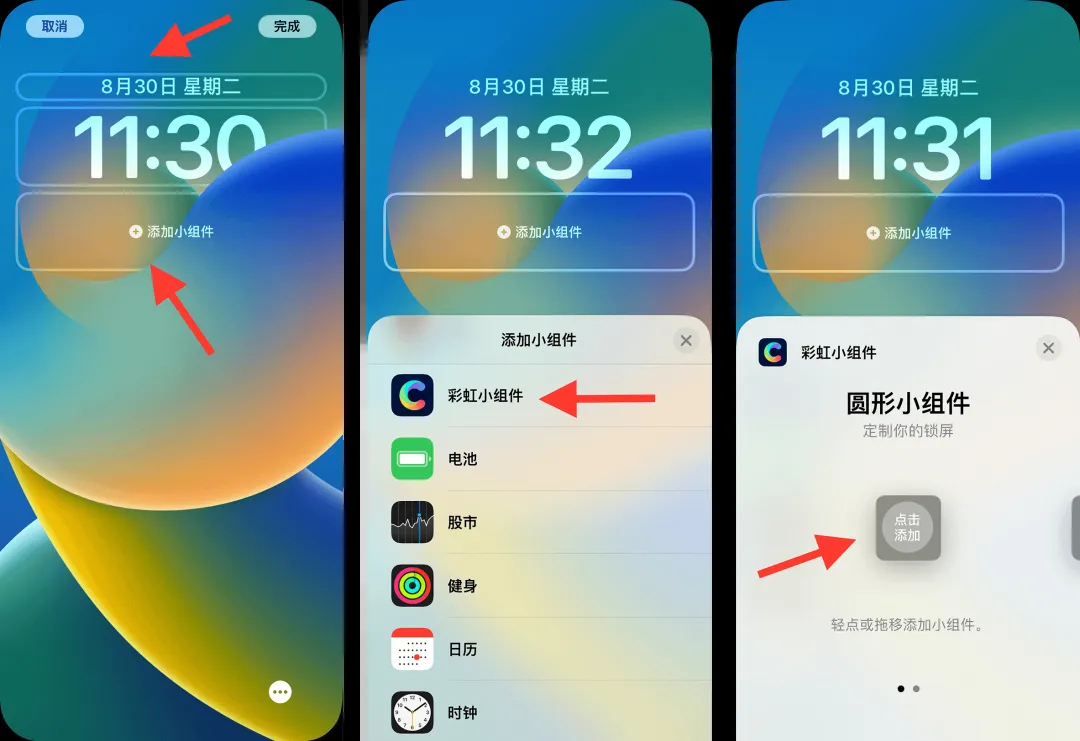 取消
完成
8月30日 星期二
11:30
添加小组件
8月30日 星期二
11:32
添加小组件
添加小组件
彩虹小组件
电池
股市
健身
日历
时钟
8月30日 星期二
11:31
添加小组件
彩虹小组件
圆形小组件
定制你的锁屏
点击
添加
轻点或拖移添加小组件。